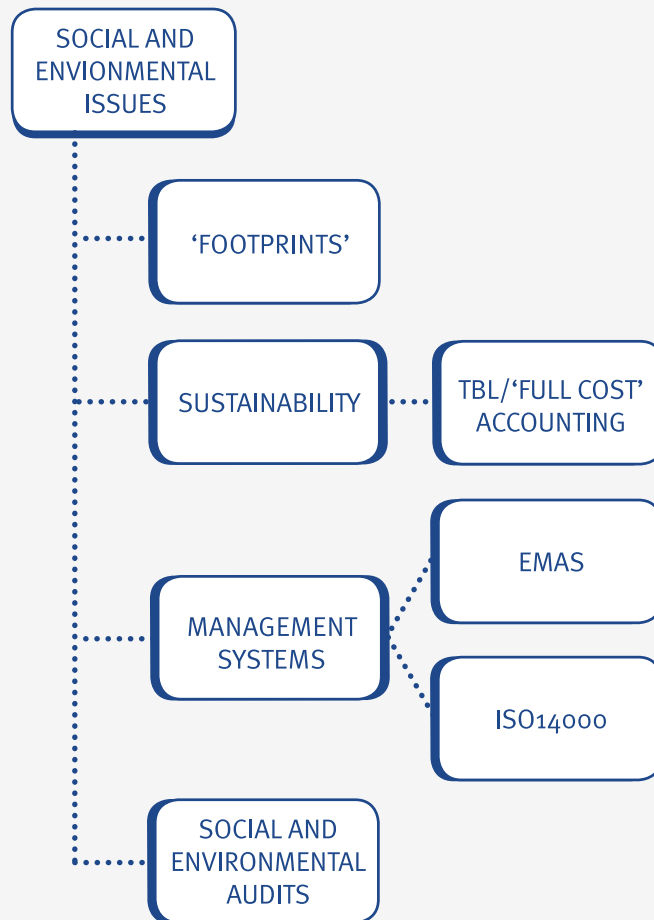 SOCIAL AND
ENVIONMENTAL
ISSUES
‘FOOTPRINTS’
SUSTAINABILITY
TBL/‘FULL COST’
ACCOUNTING
EMAS
MANAGEMENT
SYSTEMS
ISO14000
SOCIAL AND
ENVIRONMENTAL
AUDITS